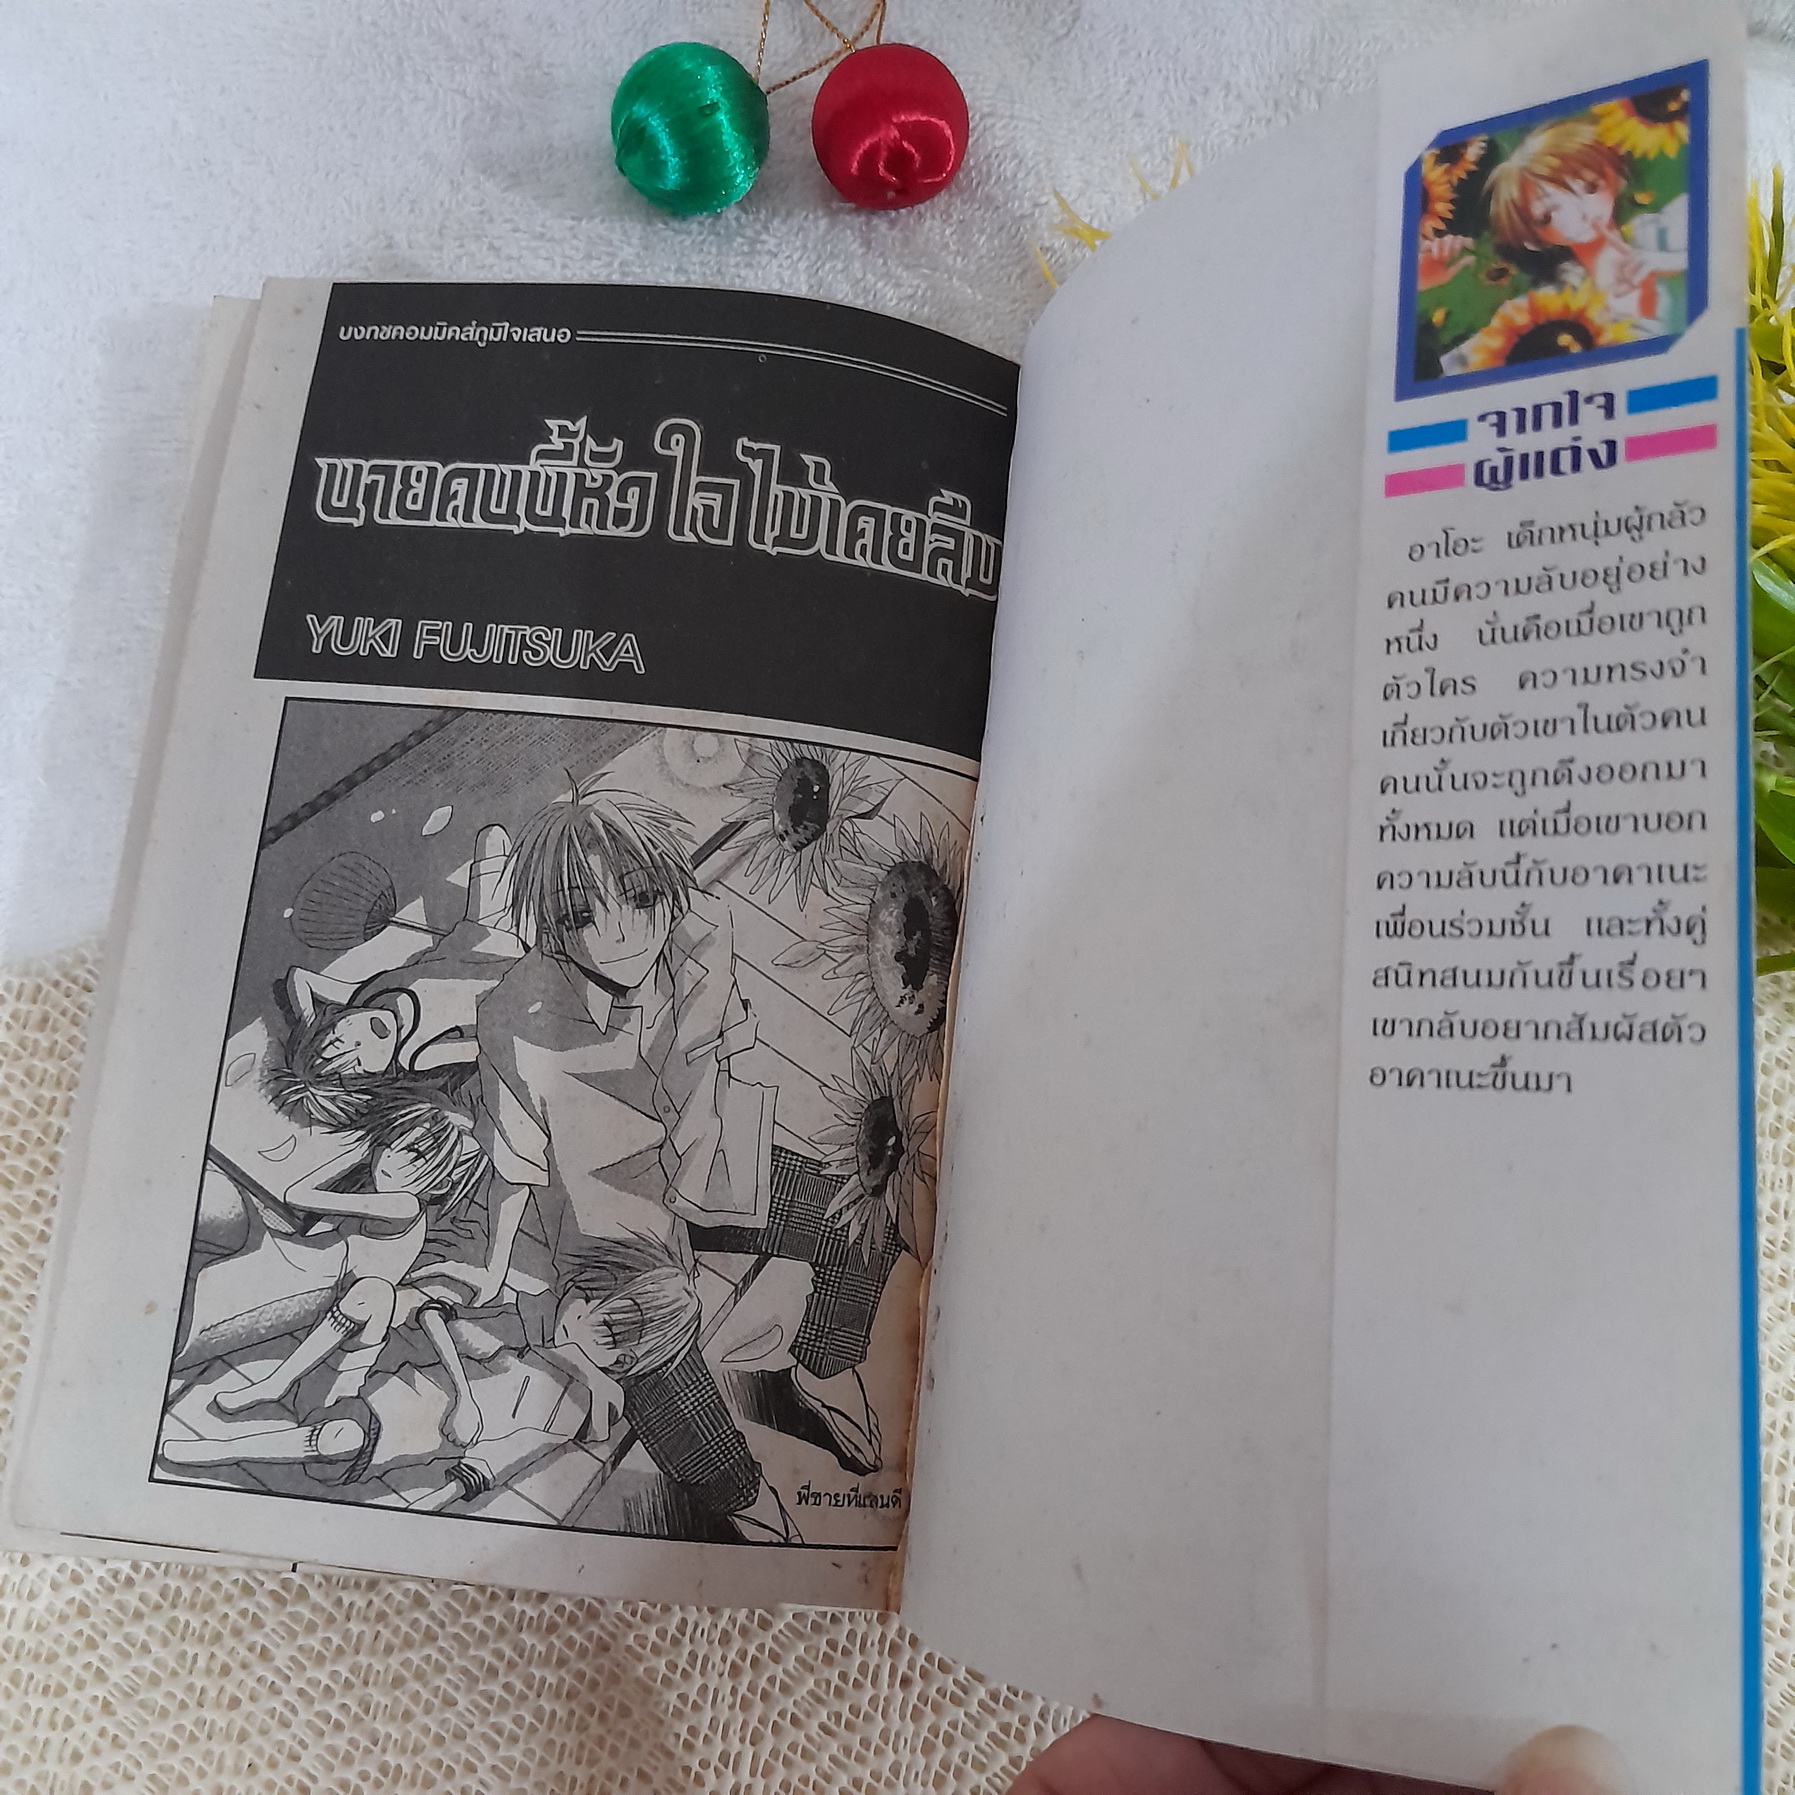 บงกชคอมมิคส์ภูมิใจเสนอ
นายคนนี้หัวใจไม่เคยลืม
YUKI FUJITSUKA
พี่ชายที่แสนดี
จากใจ
ผู้แต่ง
อาโอะ เด็กหนุ่มผู้กลัว
คนมีความลับอยู่อย่าง
หนึ่ง นั่นคือเมื่อเขาถูก
ตัวใคร ความทรงจำ
เกี่ยวกับตัวเขาในตัวคน
คนนั้นจะถูกดึงออกมา
ทั้งหมด แต่เมื่อเขาบอก
ความลับนี้กับอาคาเนะ
เพื่อนร่วมชั้น และทั้งคู่
สนิทสนมกันขึ้นเรื่อยๆ
เขากลับอยากสัมผัสตัว
อาคาเนะขึ้นมา